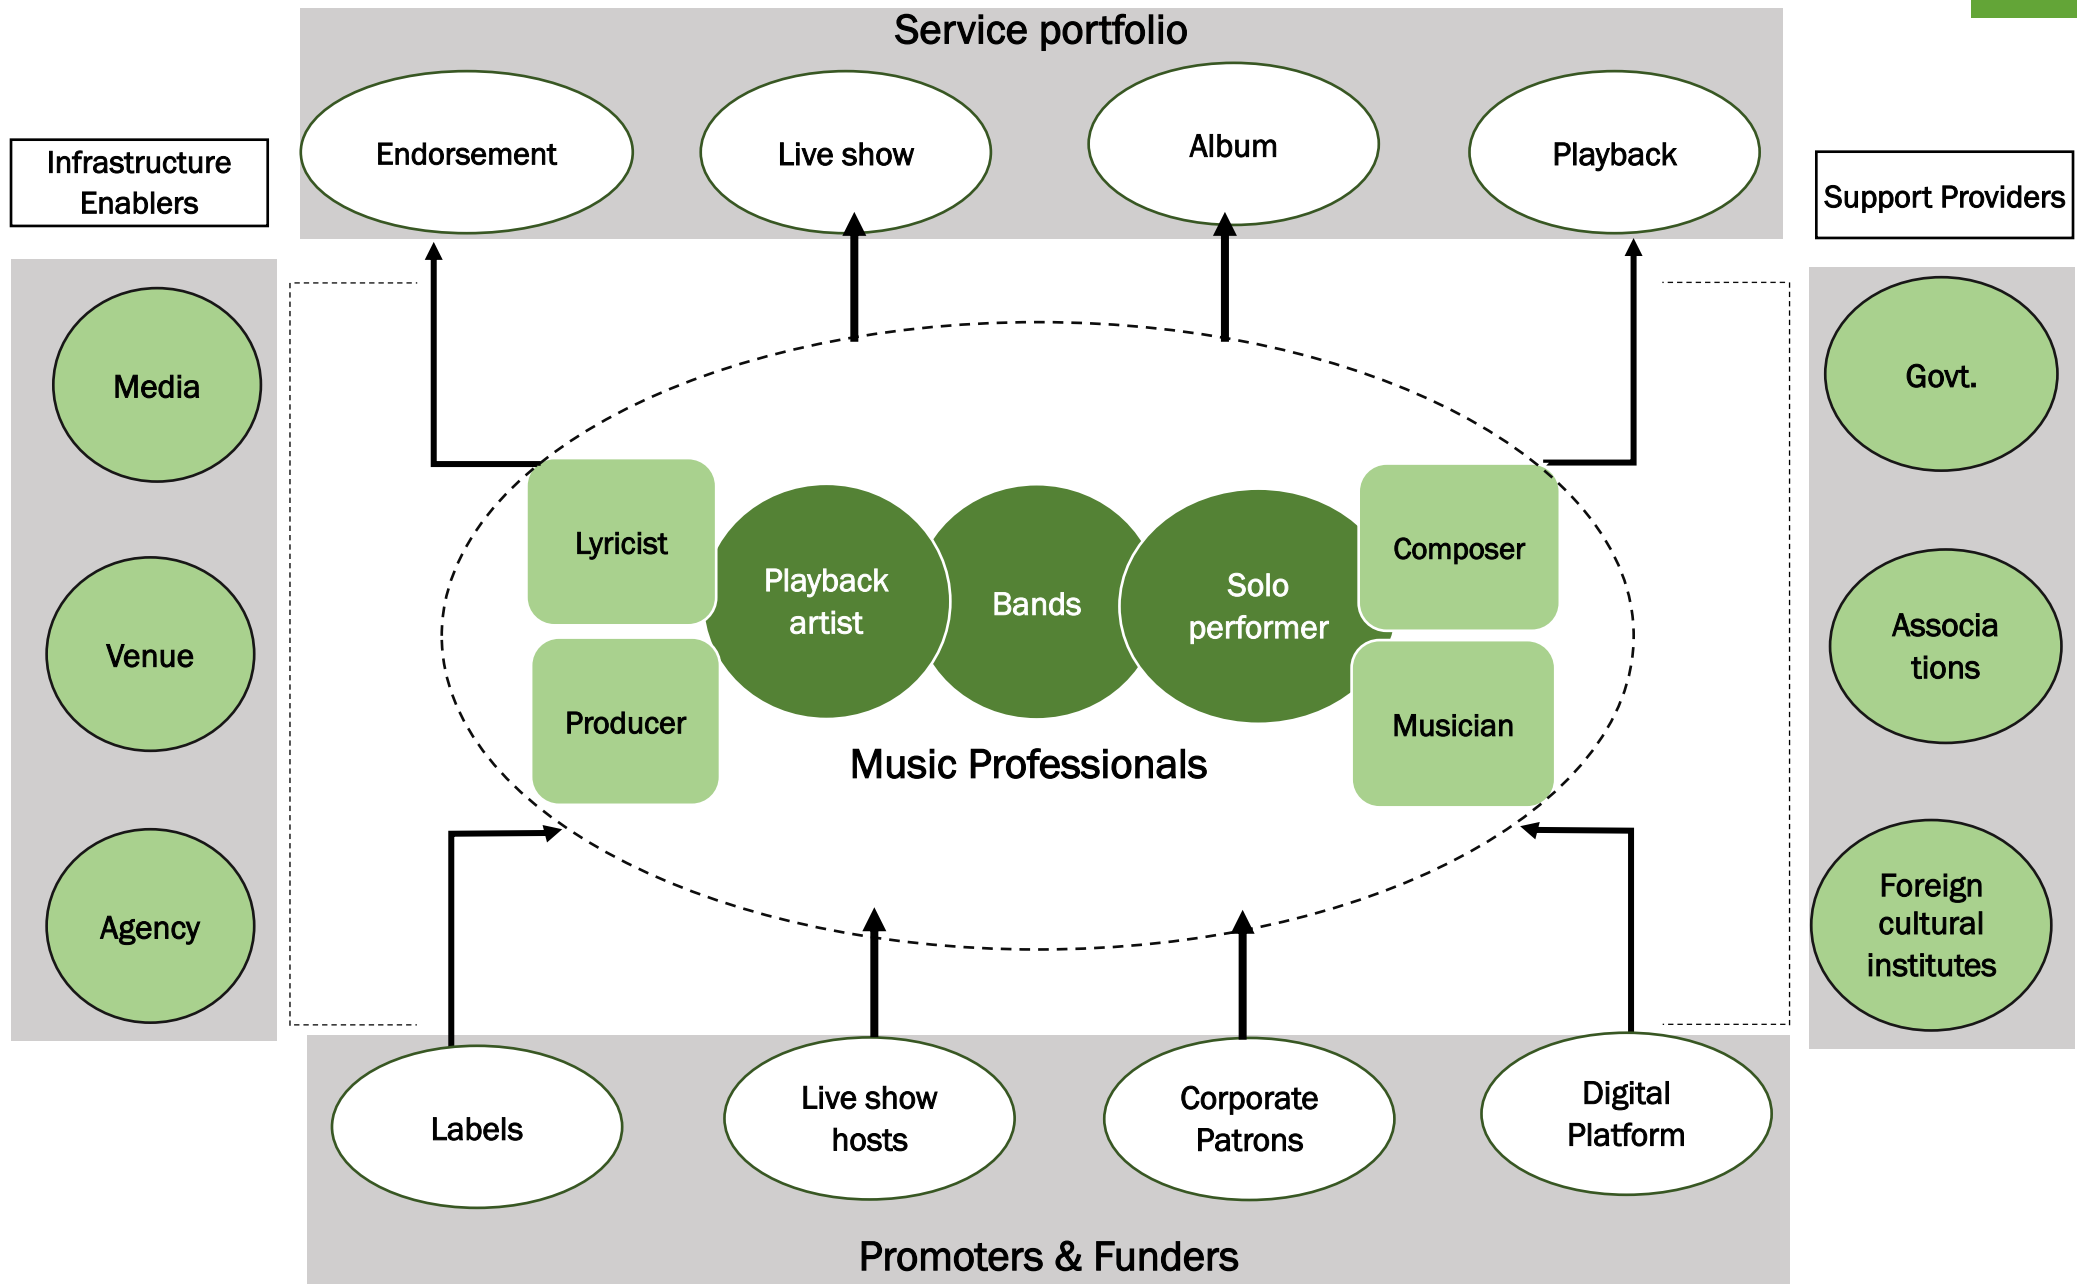 Service portfolio
Endorsement
Live show
Album
Playback
Infrastructure
Enablers
Support Providers
Media
Venue
Agency
Govt.
Associa
tions
Foreign
cultural
institutes
Lyricist
Producer
Playback
artist
Bands
Solo
performer
Composer
Musician
Music Professionals
Labels
Live show
hosts
Corporate
Patrons
Digital
Platform
Promoters & Funders